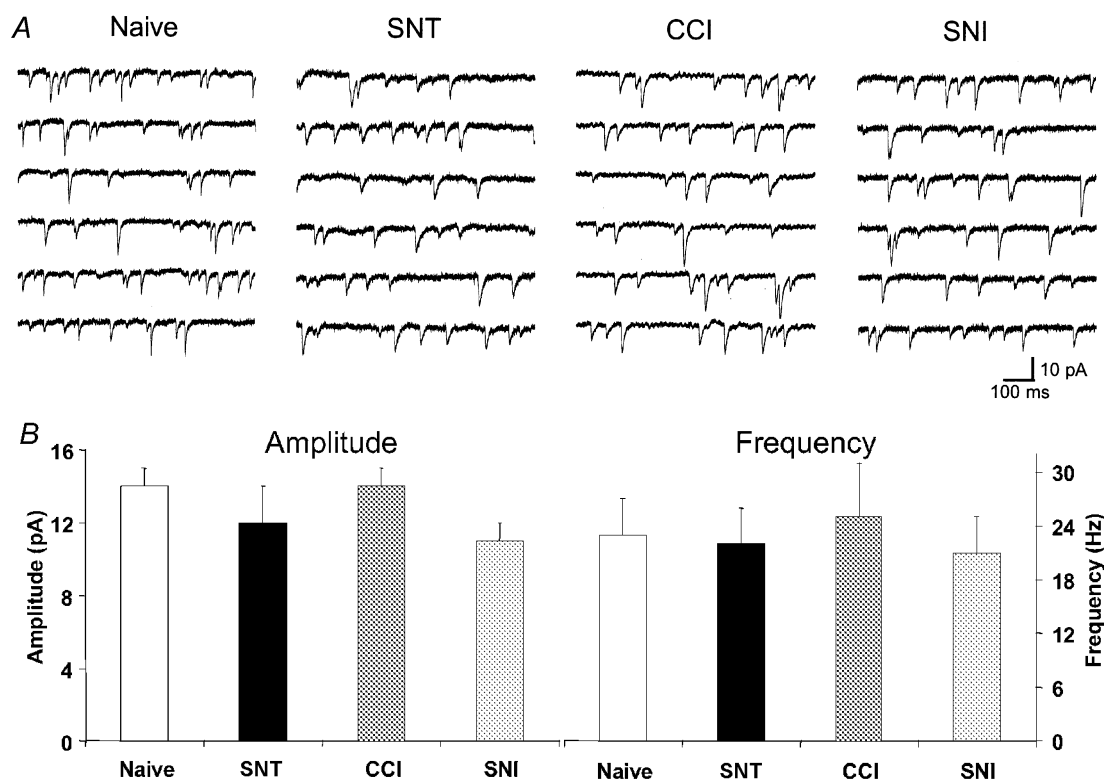 A
Naive SNT CCI SNI
10 pA
100 ms
B
Amplitude Frequency
16
12
8
4
0
Amplitude (pA)
30
24
18
12
6
0
Frequency (Hz)
Naive SNT CCI SNI Naive SNT CCI SNI